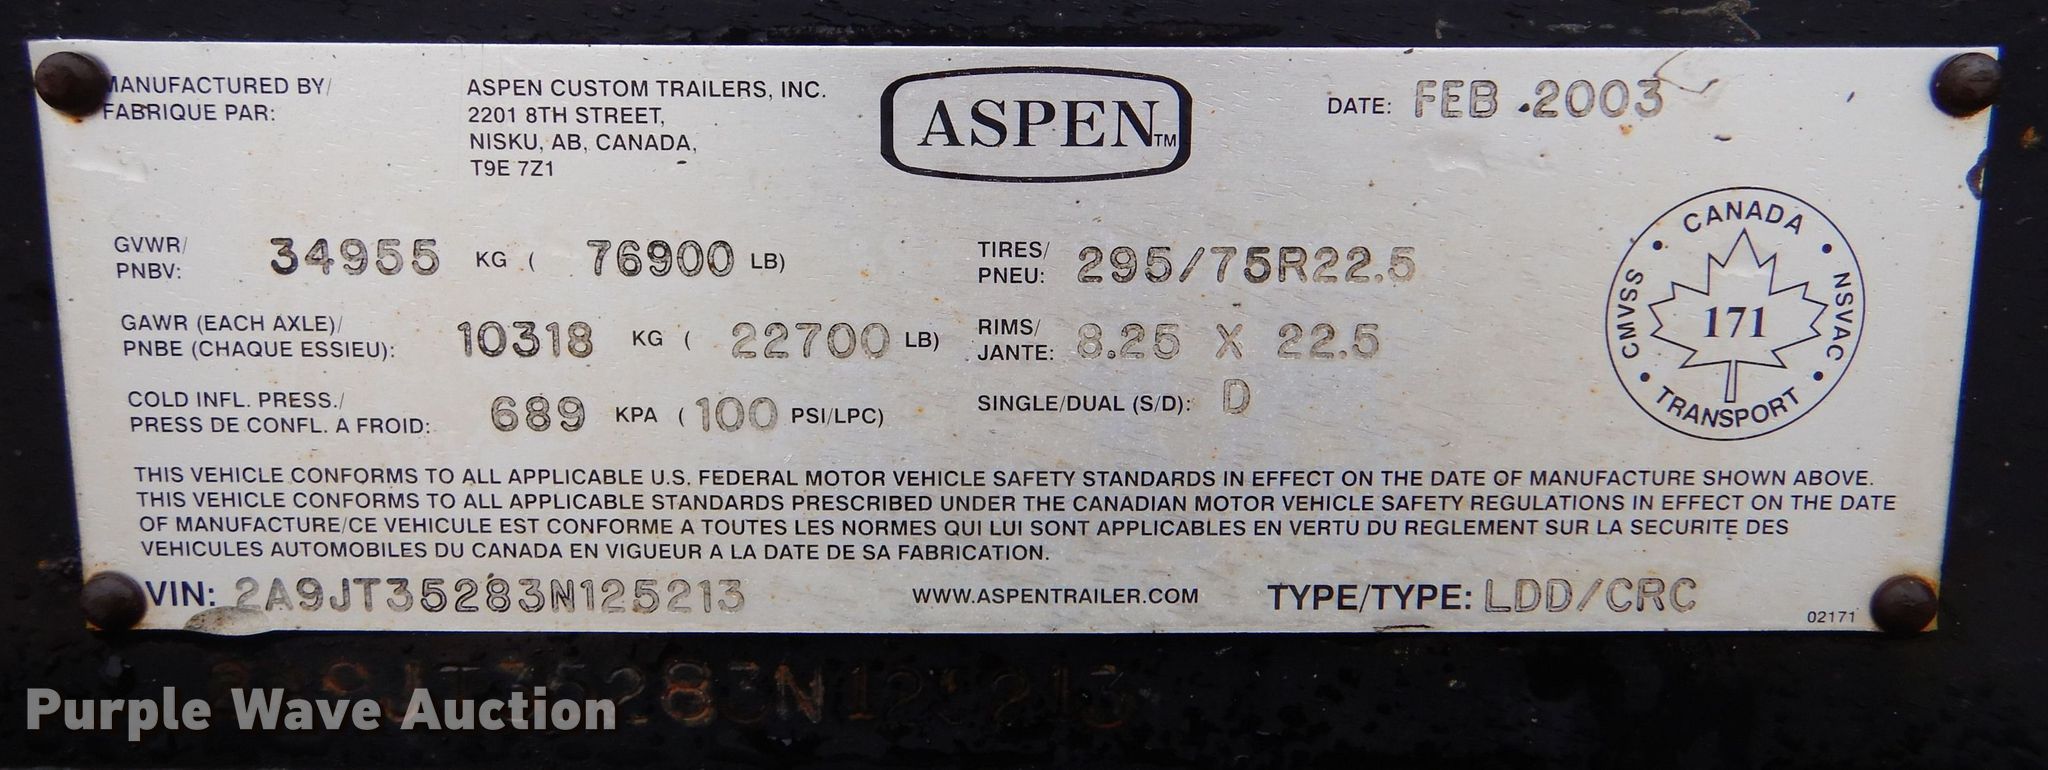 MANUFACTURED BY/
FABRIQUE PAR:
ASPEN CUSTOM TRAILERS, INC.
2201 8TH STREET,
NISKU, AB, CANADA,
T9E 7Z1
ASPEN™
DATE: FEB .2003
GVWR/
PNBV: 34955 KG ( 76900 LB)
TIRES/
PNEU: 295/75R22.5
GAWR (EACH AXLE)/
PNBE (CHAQUE ESSIEU): 10318 KG ( 22700 LB)
RIMS/
JANTE: 8.25 X 22.5
COLD INFL. PRESS./
PRESS DE CONFL. A FROID: 689 KPA ( 100 PSI/LPC)
SINGLE/DUAL (S/D): D
CANADA
CMVSS
NSVAC
171
TRANSPORT
THIS VEHICLE CONFORMS TO ALL APPLICABLE U.S. FEDERAL MOTOR VEHICLE SAFETY STANDARDS IN EFFECT ON THE DATE OF MANUFACTURE SHOWN ABOVE.
THIS VEHICLE CONFORMS TO ALL APPLICABLE STANDARDS PRESCRIBED UNDER THE CANADIAN MOTOR VEHICLE SAFETY REGULATIONS IN EFFECT ON THE DATE
OF MANUFACTURE/CE VEHICULE EST CONFORME A TOUTES LES NORMES QUI LUI SONT APPLICABLES EN VERTU DU REGLEMENT SUR LA SECURITE DES
VEHICULES AUTOMOBILES DU CANADA EN VIGUEUR A LA DATE DE SA FABRICATION.
VIN: 2A9JT35283N125213
WWW.ASPENTRAILER.COM
TYPE/TYPE: LDD/CRC
02171
Purple Wave Auction